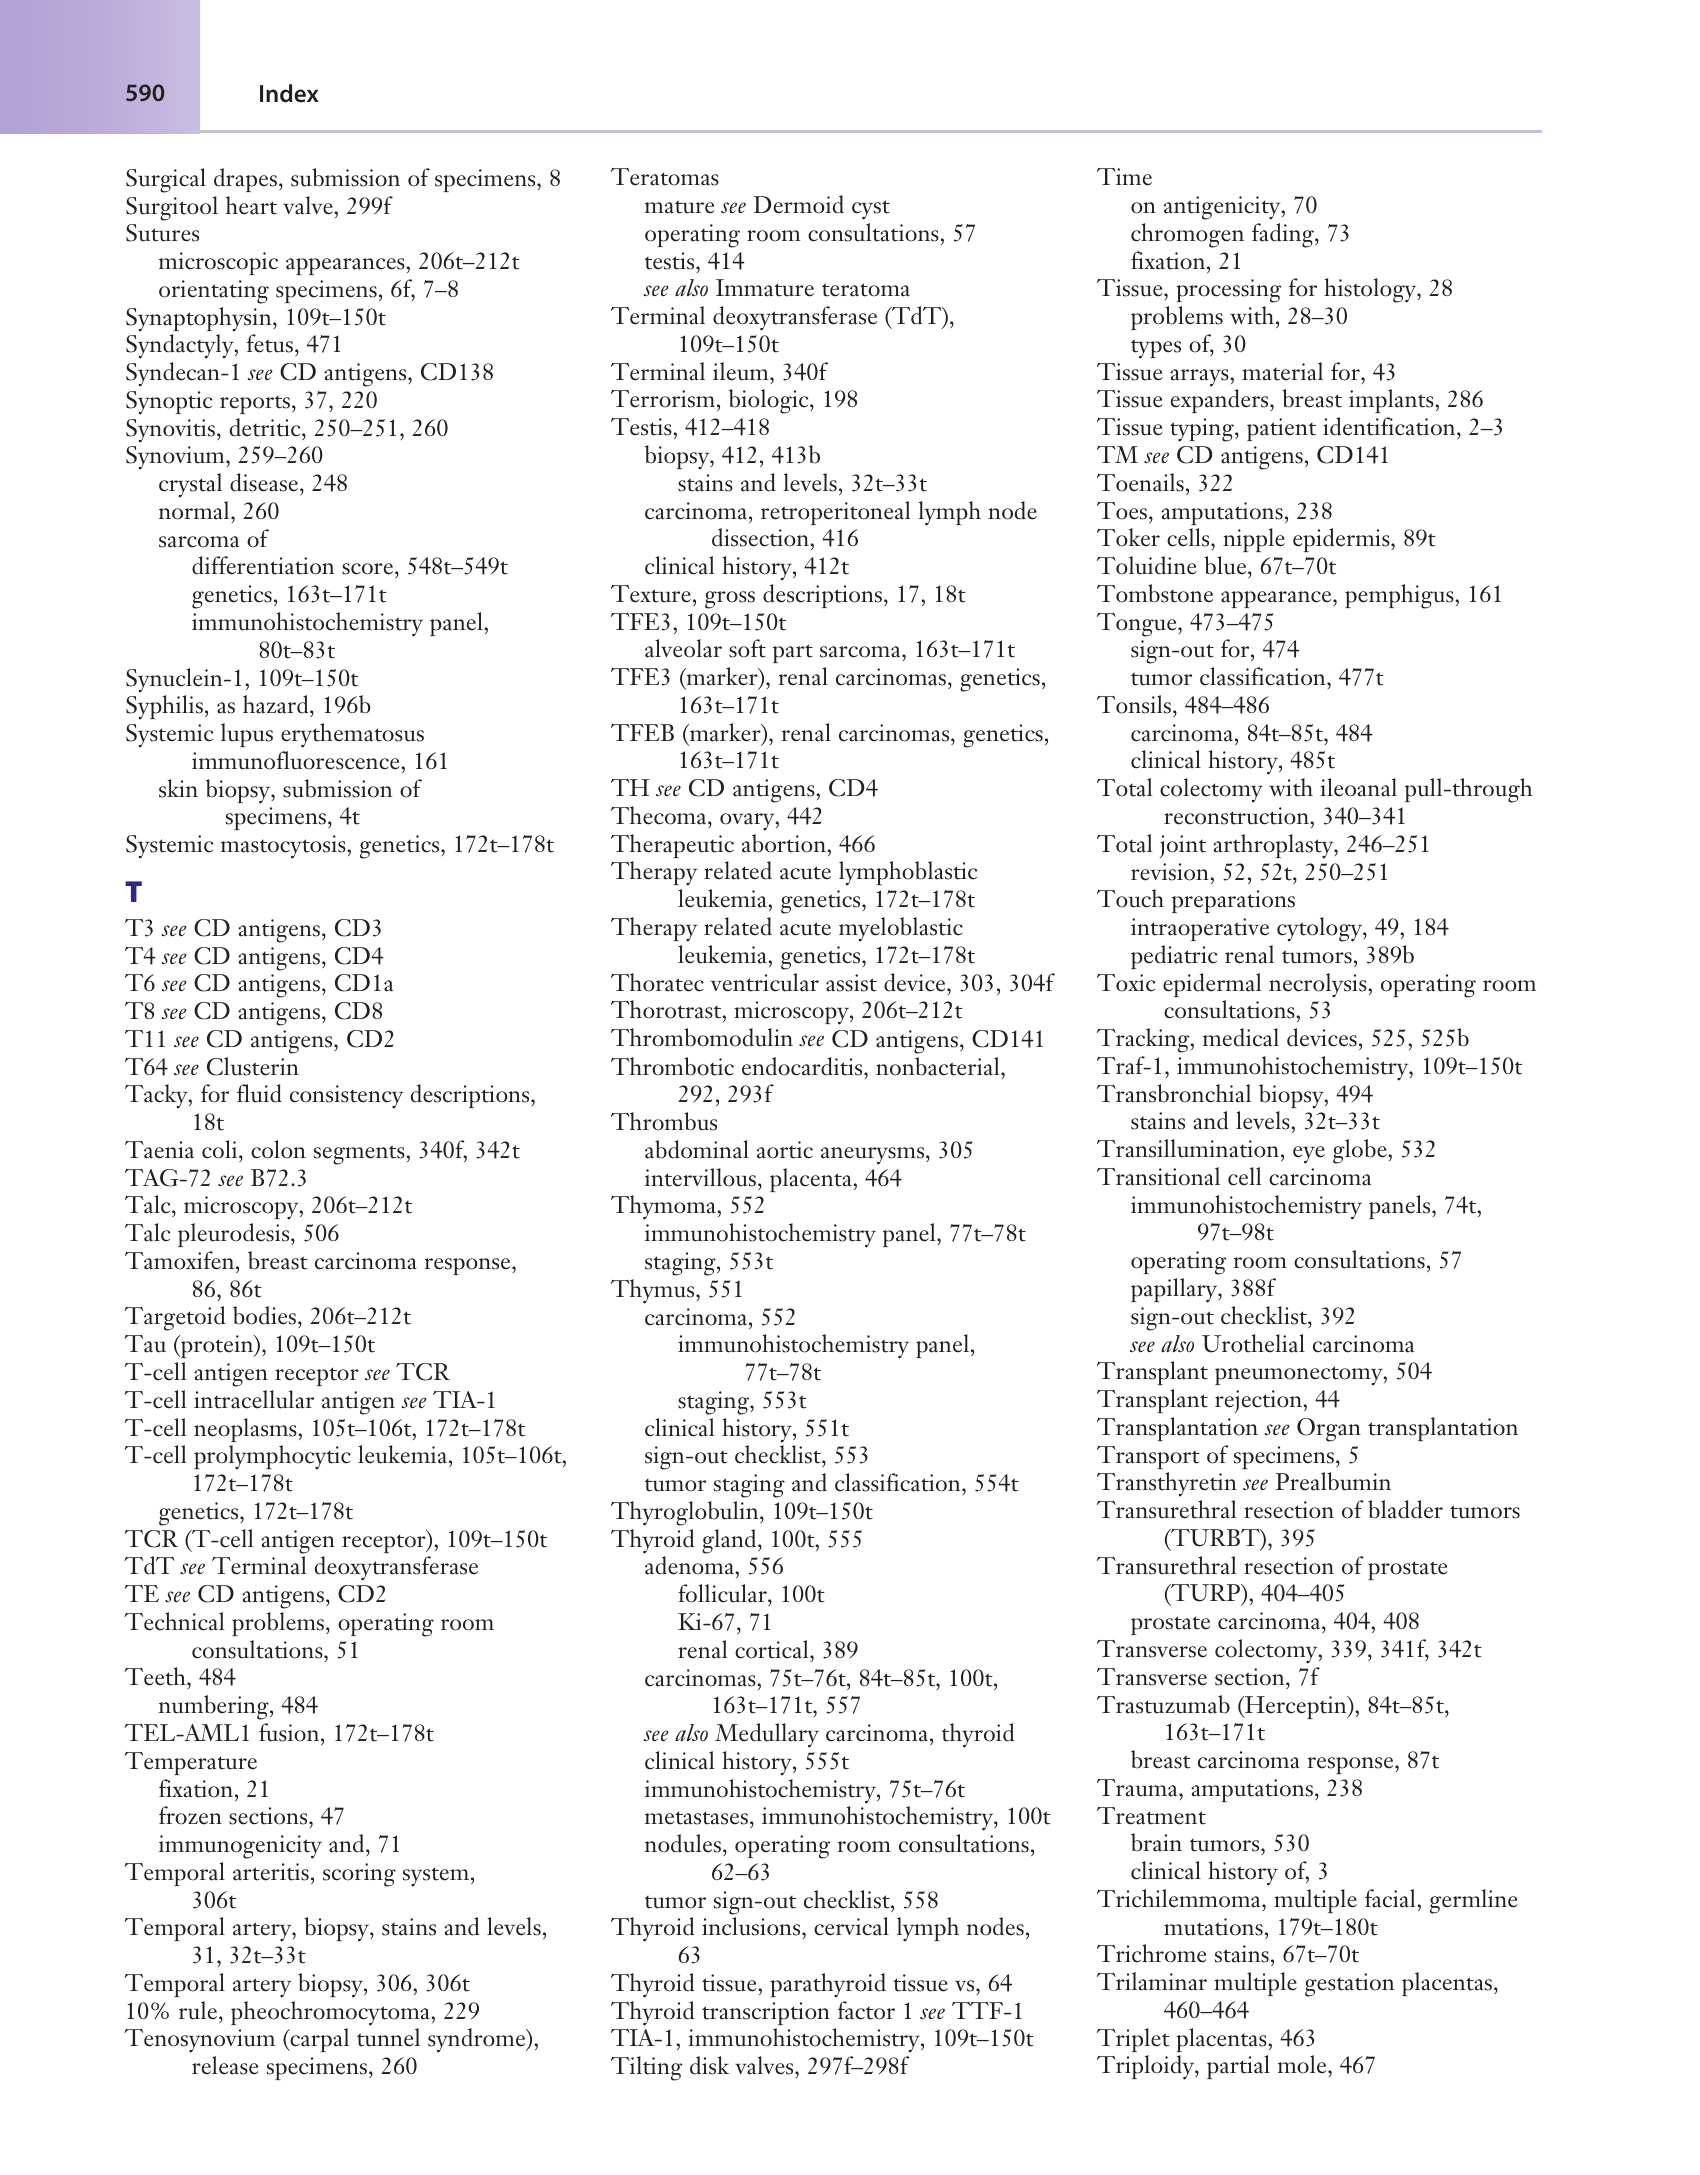 590
Index
Surgical drapes, submission of specimens, 8
Surgitool heart valve, 299f
Sutures
microscopic appearances, 206t–212t
orientating specimens, 6f, 7–8
Synaptophysin, 109t–150t
Syndactyly, fetus, 471
Syndecan-1 see CD antigens, CD138
Synoptic reports, 37, 220
Synovitis, detritic, 250–251, 260
Synovium, 259–260
crystal disease, 248
normal, 260
sarcoma of
differentiation score, 548t–549t
genetics, 163t–171t
immunohistochemistry panel,
80t–83t
Synuclein-1, 109t–150t
Syphilis, as hazard, 196b
Systemic lupus erythematosus
immunofluorescence, 161
skin biopsy, submission of
specimens, 4t
Systemic mastocytosis, genetics, 172t–178t
T
T3 see CD antigens, CD3
T4 see CD antigens, CD4
T6 see CD antigens, CD1a
T8 see CD antigens, CD8
T11 see CD antigens, CD2
T64 see Clusterin
Tacky, for fluid consistency descriptions,
18t
Taenia coli, colon segments, 340f, 342t
TAG-72 see B72.3
Talc, microscopy, 206t–212t
Talc pleurodesis, 506
Tamoxifen, breast carcinoma response,
86, 86t
Targetoid bodies, 206t–212t
Tau (protein), 109t–150t
T-cell antigen receptor see TCR
T-cell intracellular antigen see TIA-1
T-cell neoplasms, 105t–106t, 172t–178t
T-cell prolymphocytic leukemia, 105t–106t,
172t–178t
genetics, 172t–178t
TCR (T-cell antigen receptor), 109t–150t
TdT see Terminal deoxytransferase
TE see CD antigens, CD2
Technical problems, operating room
consultations, 51
Teeth, 484
numbering, 484
TEL-AML1 fusion, 172t–178t
Temperature
fixation, 21
frozen sections, 47
immunogenicity and, 71
Temporal arteritis, scoring system,
306t
Temporal artery, biopsy, stains and levels,
31, 32t–33t
Temporal artery biopsy, 306, 306t
10% rule, pheochromocytoma, 229
Tenosynovium (carpal tunnel syndrome),
release specimens, 260
Teratomas
mature see Dermoid cyst
operating room consultations, 57
testis, 414
see also Immature teratoma
Terminal deoxytransferase (TdT),
109t–150t
Terminal ileum, 340f
Terrorism, biologic, 198
Testis, 412–418
biopsy, 412, 413b
stains and levels, 32t–33t
carcinoma, retroperitoneal lymph node
dissection, 416
clinical history, 412t
Texture, gross descriptions, 17, 18t
TFE3, 109t–150t
alveolar soft part sarcoma, 163t–171t
TFE3 (marker), renal carcinomas, genetics,
163t–171t
TFEB (marker), renal carcinomas, genetics,
163t–171t
TH see CD antigens, CD4
Thecoma, ovary, 442
Therapeutic abortion, 466
Therapy related acute lymphoblastic
leukemia, genetics, 172t–178t
Therapy related acute myeloblastic
leukemia, genetics, 172t–178t
Thoratec ventricular assist device, 303, 304f
Thorotrast, microscopy, 206t–212t
Thrombomodulin see CD antigens, CD141
Thrombotic endocarditis, nonbacterial,
292, 293f
Thrombus
abdominal aortic aneurysms, 305
intervillous, placenta, 464
Thymoma, 552
immunohistochemistry panel, 77t–78t
staging, 553t
Thymus, 551
carcinoma, 552
immunohistochemistry panel,
77t–78t
staging, 553t
clinical history, 551t
sign-out checklist, 553
tumor staging and classification, 554t
Thyroglobulin, 109t–150t
Thyroid gland, 100t, 555
adenoma, 556
follicular, 100t
Ki-67, 71
renal cortical, 389
carcinomas, 75t–76t, 84t–85t, 100t,
163t–171t, 557
see also Medullary carcinoma, thyroid
clinical history, 555t
immunohistochemistry, 75t–76t
metastases, immunohistochemistry, 100t
nodules, operating room consultations,
62–63
tumor sign-out checklist, 558
Thyroid inclusions, cervical lymph nodes,
63
Thyroid tissue, parathyroid tissue vs, 64
Thyroid transcription factor 1 see TTF-1
TIA-1, immunohistochemistry, 109t–150t
Tilting disk valves, 297f–298f
Time
on antigenicity, 70
chromogen fading, 73
fixation, 21
Tissue, processing for histology, 28
problems with, 28–30
types of, 30
Tissue arrays, material for, 43
Tissue expanders, breast implants, 286
Tissue typing, patient identification, 2–3
TM see CD antigens, CD141
Toenails, 322
Toes, amputations, 238
Toker cells, nipple epidermis, 89t
Toluidine blue, 67t–70t
Tombstone appearance, pemphigus, 161
Tongue, 473–475
sign-out for, 474
tumor classification, 477t
Tonsils, 484–486
carcinoma, 84t–85t, 484
clinical history, 485t
Total colectomy with ileoanal pull-through
reconstruction, 340–341
Total joint arthroplasty, 246–251
revision, 52, 52t, 250–251
Touch preparations
intraoperative cytology, 49, 184
pediatric renal tumors, 389b
Toxic epidermal necrolysis, operating room
consultations, 53
Tracking, medical devices, 525, 525b
Traf-1, immunohistochemistry, 109t–150t
Transbronchial biopsy, 494
stains and levels, 32t–33t
Transillumination, eye globe, 532
Transitional cell carcinoma
immunohistochemistry panels, 74t,
97t–98t
operating room consultations, 57
papillary, 388f
sign-out checklist, 392
see also Urothelial carcinoma
Transplant pneumonectomy, 504
Transplant rejection, 44
Transplantation see Organ transplantation
Transport of specimens, 5
Transthyretin see Prealbumin
Transurethral resection of bladder tumors
(TURBT), 395
Transurethral resection of prostate
(TURP), 404–405
prostate carcinoma, 404, 408
Transverse colectomy, 339, 341f, 342t
Transverse section, 7f
Trastuzumab (Herceptin), 84t–85t,
163t–171t
breast carcinoma response, 87t
Trauma, amputations, 238
Treatment
brain tumors, 530
clinical history of, 3
Trichilemmoma, multiple facial, germline
mutations, 179t–180t
Trichrome stains, 67t–70t
Trilaminar multiple gestation placentas,
460–464
Triplet placentas, 463
Triploidy, partial mole, 467